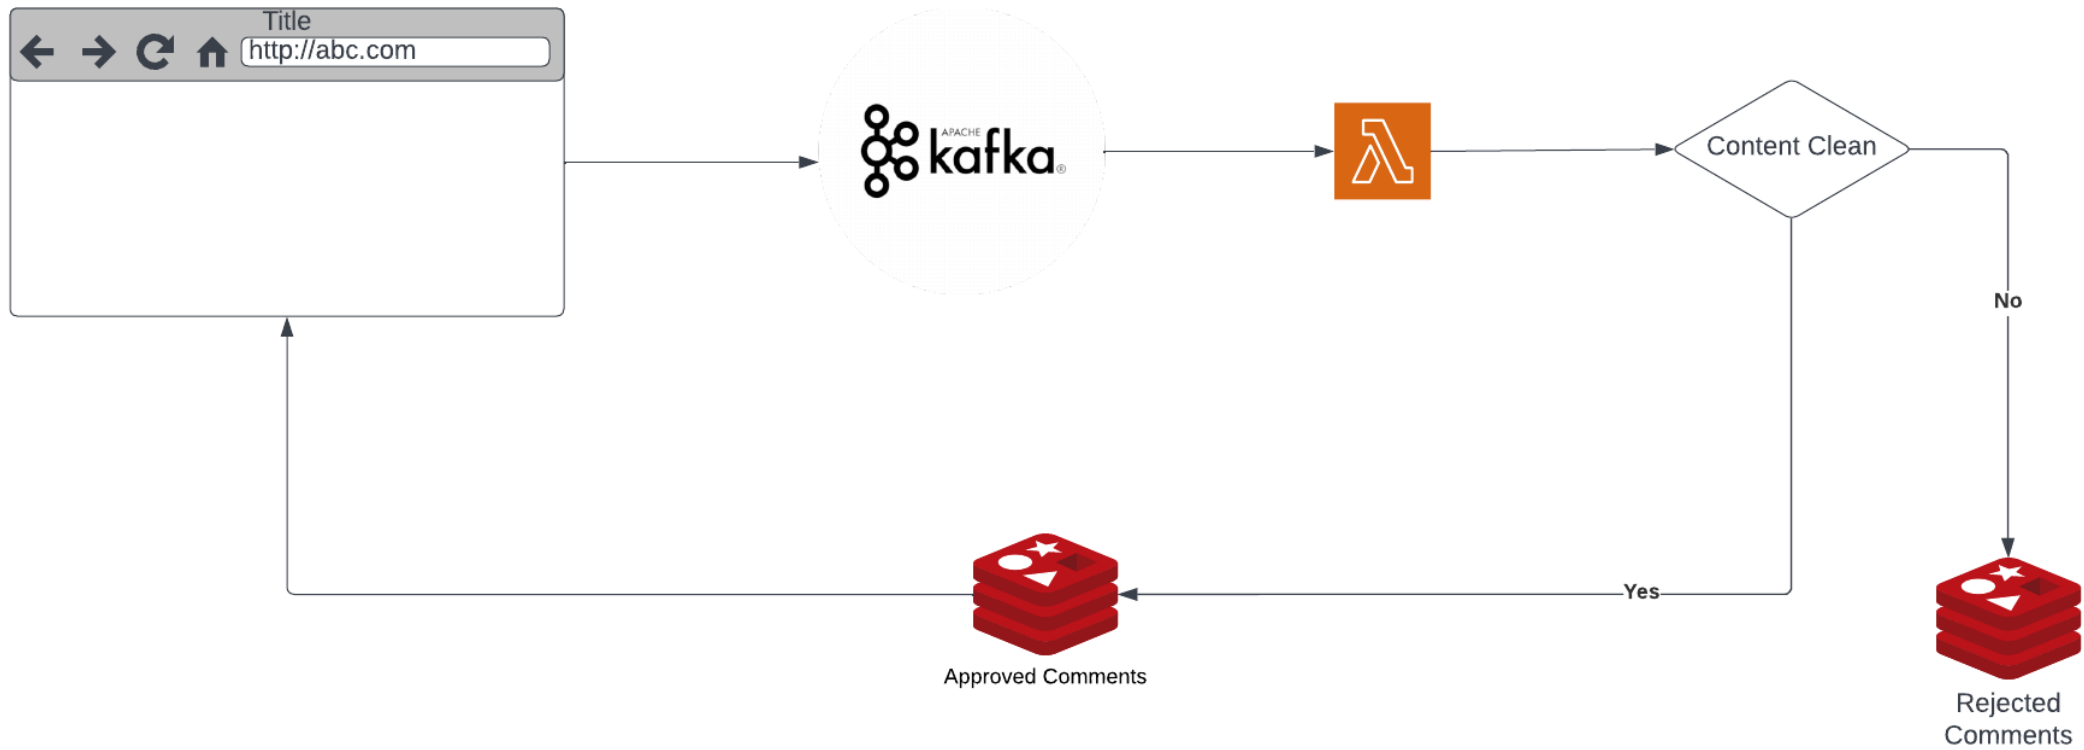 Title
http://abc.com
APACHE
kafka®
Content Clean
No
Yes
Approved Comments
Rejected
Comments